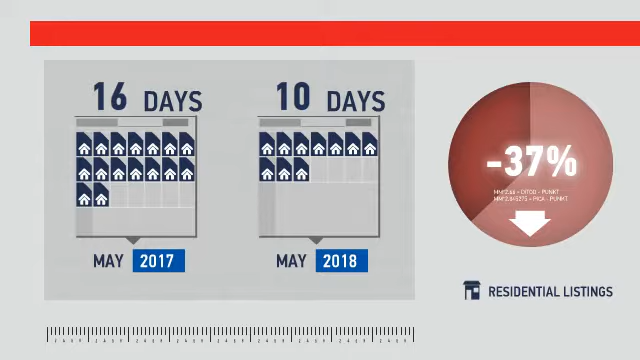 16 DAYS
10 DAYS
MAY 2017
MAY 2018
-37%
RESIDENTIAL LISTINGS